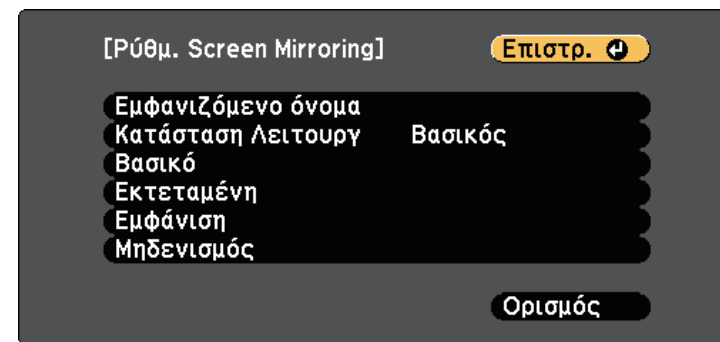 [Ρύθμ. Screen Mirroring] Επιστρ.
Εμφανιζόμενο όνομα
Κατάσταση Λειτουργ Βασικός
Βασικό
Εκτεταμένη
Εμφάνιση
Μηδενισμός
Ορισμός